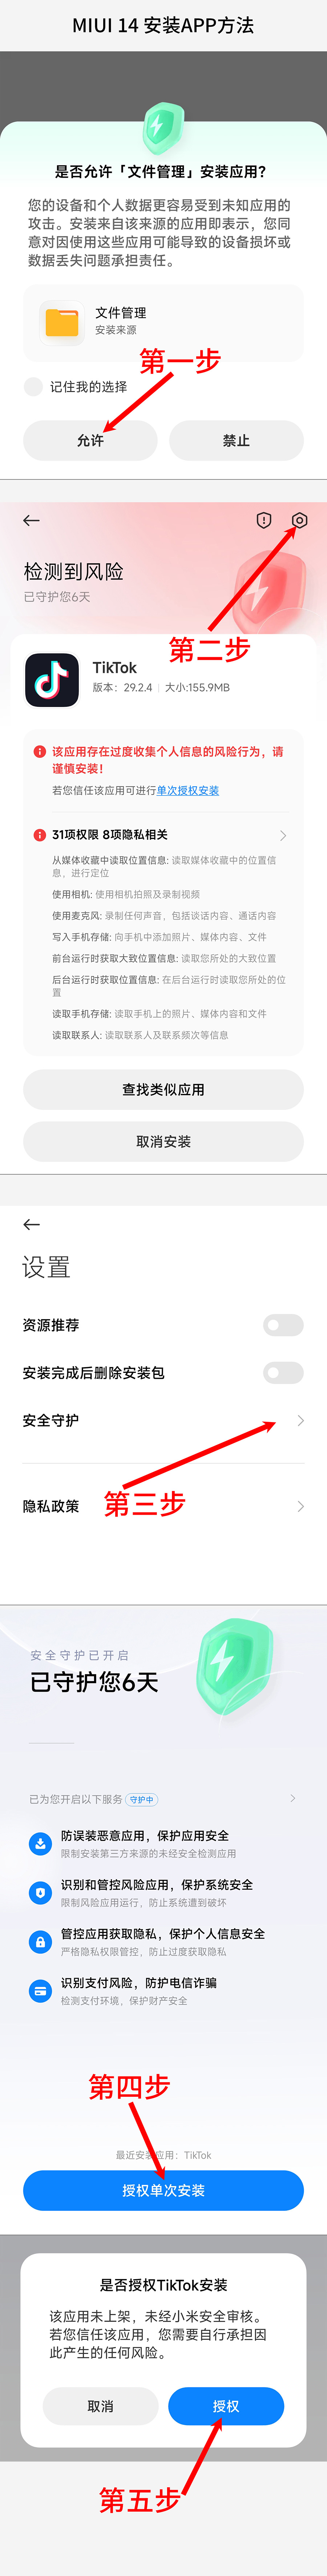 MIUI 14 安装APP方法
是否允许「文件管理」安装应用?
您的设备和个人数据更容易受到未知应用的
攻击。安装来自该来源的应用即表示，您同
意对因使用这些应用可能导致的设备损坏或
数据丢失问题承担责任。
文件管理
安装来源
第一步
记住我的选择
允许
禁止
检测到风险
已守护您6天
第二步
TikTok
版本：29.2.4 | 大小:155.9MB
该应用存在过度收集个人信息的风险行为，请
谨慎安装！
若您信任该应用可进行单次授权安装
31项权限 8项隐私相关
从媒体收藏中读取位置信息: 读取媒体收藏中的位置信
息，进行定位
使用相机: 使用相机拍照及录制视频
使用麦克风: 录制任何声音，包括谈话内容、通话内容
写入手机存储: 向手机中添加照片、媒体内容、文件
前台运行时获取大致位置信息: 读取您所处的大致位置
后台运行时获取位置信息: 在后台运行时读取您所处的位
置
读取手机存储: 读取手机上的照片、媒体内容和文件
读取联系人: 读取联系人及联系频次等信息
查找类似应用
取消安装
设置
资源推荐
安装完成后删除安装包
安全守护
第三步
隐私政策
安全守护已开启
已守护您6天
已为您开启以下服务 守护中
防误装恶意应用，保护应用安全
限制安装第三方来源的未经安全检测应用
识别和管控风险应用，保护系统安全
限制风险应用运行，防止系统遭到破坏
管控应用获取隐私，保护个人信息安全
严格隐私权限管控，防止过度获取隐私
识别支付风险，防护电信诈骗
检测支付环境，保护财产安全
第四步
最近安装应用：TikTok
授权单次安装
是否授权TikTok安装
该应用未上架，未经小米安全审核。
若您信任该应用，您需要自行承担因
此产生的任何风险。
取消
授权
第五步